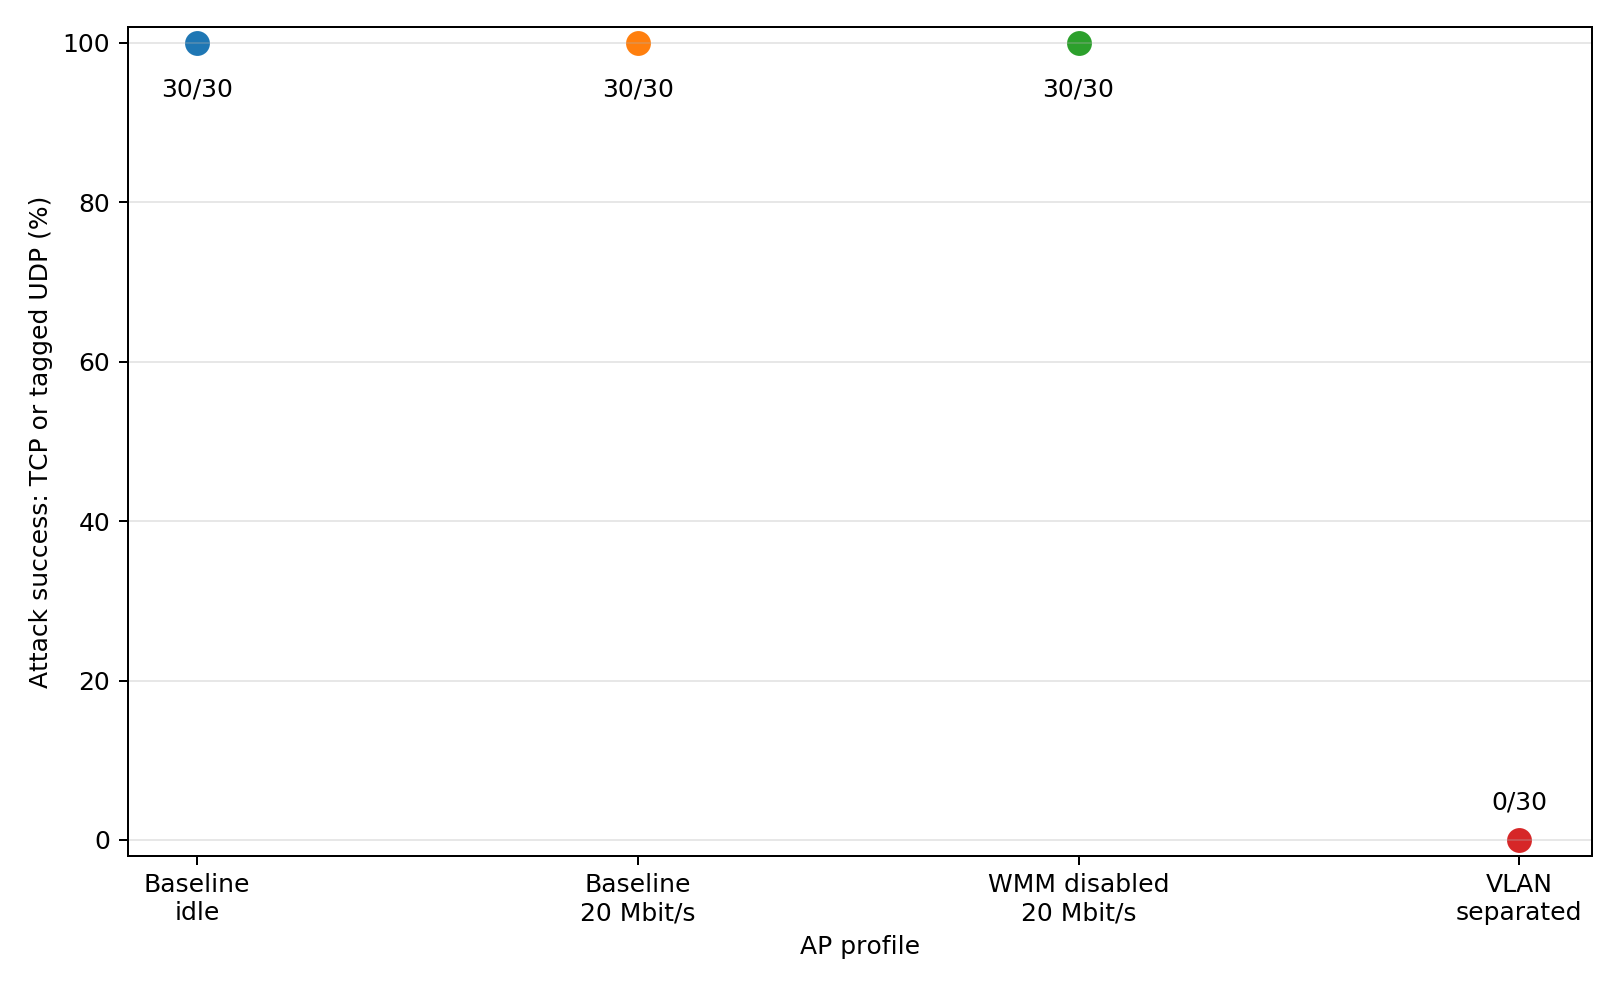 Attack success: TCP or tagged UDP (%)
100
80
60
40
20
0
30/30
30/30
30/30
0/30
Baseline
idle
Baseline
20 Mbit/s
WMM disabled
20 Mbit/s
VLAN
separated
AP profile